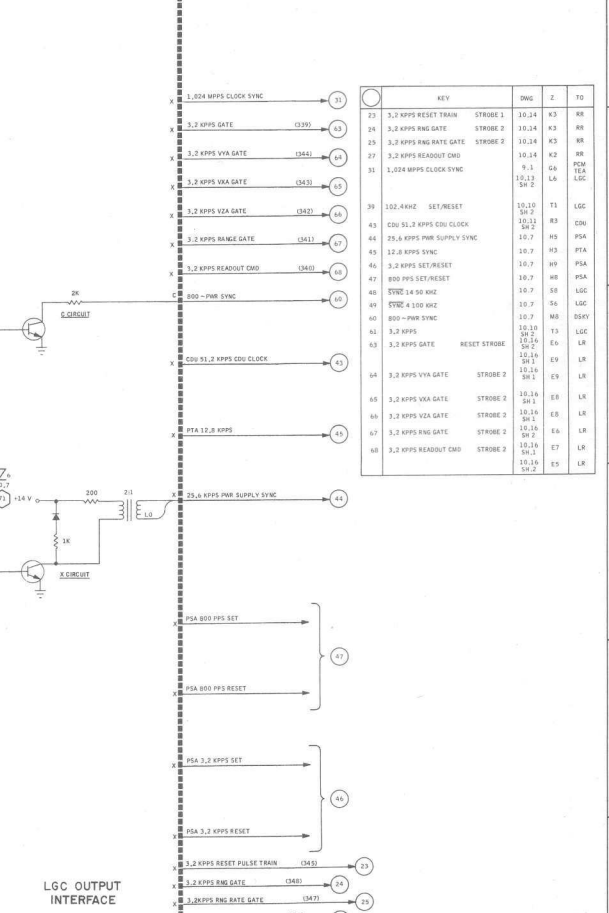 1,024 MPPS CLOCK SYNC
X
31
3,2 KPPS GATE (339)
X
63
3,2 KPPS VYA GATE (344)
X
64
3,2 KPPS VXA GATE (343)
X
65
3,2 KPPS VZA GATE (342)
X
66
3,2 KPPS RANGE GATE (341)
X
67
3,2 KPPS READOUT CMD (340)
X
68
2K
C CIRCUIT
C
800 ~ PWR SYNC
60
CDU 51,2 KPPS CDU CLOCK
X
43
PTA 12,8 KPPS
X
45
71
+14 V
200
2:1
LO
1K
X CIRCUIT
X
25,6 KPPS PWR SUPPLY SYNC
44
PSA 800 PPS SET
X
47
PSA 800 PPS RESET
X
PSA 3,2 KPPS SET
X
46
PSA 3,2 KPPS RESET
X
3,2 KPPS RESET PULSE TRAIN (345)
X
23
3,2 KPPS RNG GATE (348)
X
24
3,2KPPS RNG RATE GATE (347)
X
25
LGC OUTPUT
INTERFACE
KEY DWG Z TO
23 3,2 KPPS RESET TRAIN STROBE 1 10,14 K3 RR
24 3,2 KPPS RNG GATE STROBE 2 10,14 K3 RR
25 3,2 KPPS RNG RATE GATE STROBE 2 10,14 K3 RR
27 3,2 KPPS READOUT CMD 10,14 K2 RR
31 1,024 MPPS CLOCK SYNC 9,1 G6 PCM TEA
10,13 SH 2 L6 LGC
39 102,4KHZ SET/RESET 10,10 SH 2 T1 LGC
43 CDU 51,2 KPPS CDU CLOCK 10,11 SH 2 R3 CDU
44 25,6 KPPS PWR SUPPLY SYNC 10,7 H5 PSA
45 12,8 KPPS SYNC 10,7 H3 PTA
46 3,2 KPPS SET/RESET 10,7 H9 PSA
47 800 PPS SET/RESET 10,7 H8 PSA
48 SYNC 14 50 KHZ 10,7 S8 LGC
49 SYNC 4 100 KHZ 10,7 S6 LGC
60 800 ~ PWR SYNC 10,7 M8 DSKY
61 3,2 KPPS 10,10 SH 2 T3 LGC
63 3,2 KPPS GATE RESET STROBE 10,16 SH 2 E6 LR
10,16 SH 1 E9 LR
64 3,2 KPPS VYA GATE STROBE 2 10,16 SH 1 E9 LR
65 3,2 KPPS VXA GATE STROBE 2 10,16 SH 1 E8 LR
66 3,2 KPPS VZA GATE STROBE 2 10,16 SH 1 E8 LR
67 3,2 KPPS RNG GATE STROBE 2 10,16 SH 2 E6 LR
68 3,2 KPPS READOUT CMD STROBE 2 10,16 SH.1 E7 LR
10,16 SH.2 E5 LR